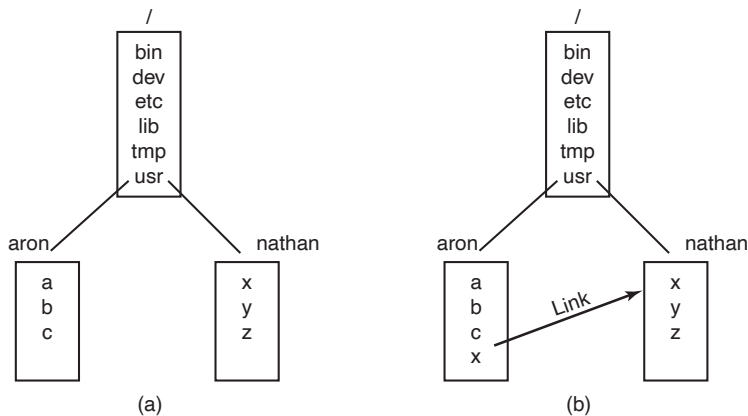 /
bin
dev
etc
lib
tmp
usr
aron
nathan
a
b
c
x
y
z
(a)
/
bin
dev
etc
lib
tmp
usr
aron
nathan
a
b
c
x
Link
x
y
z
(b)